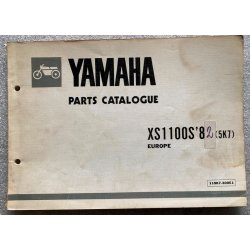 YAMAHA
PARTS CATALOGUE
XS1100S'82 (5K7)
EUROPE